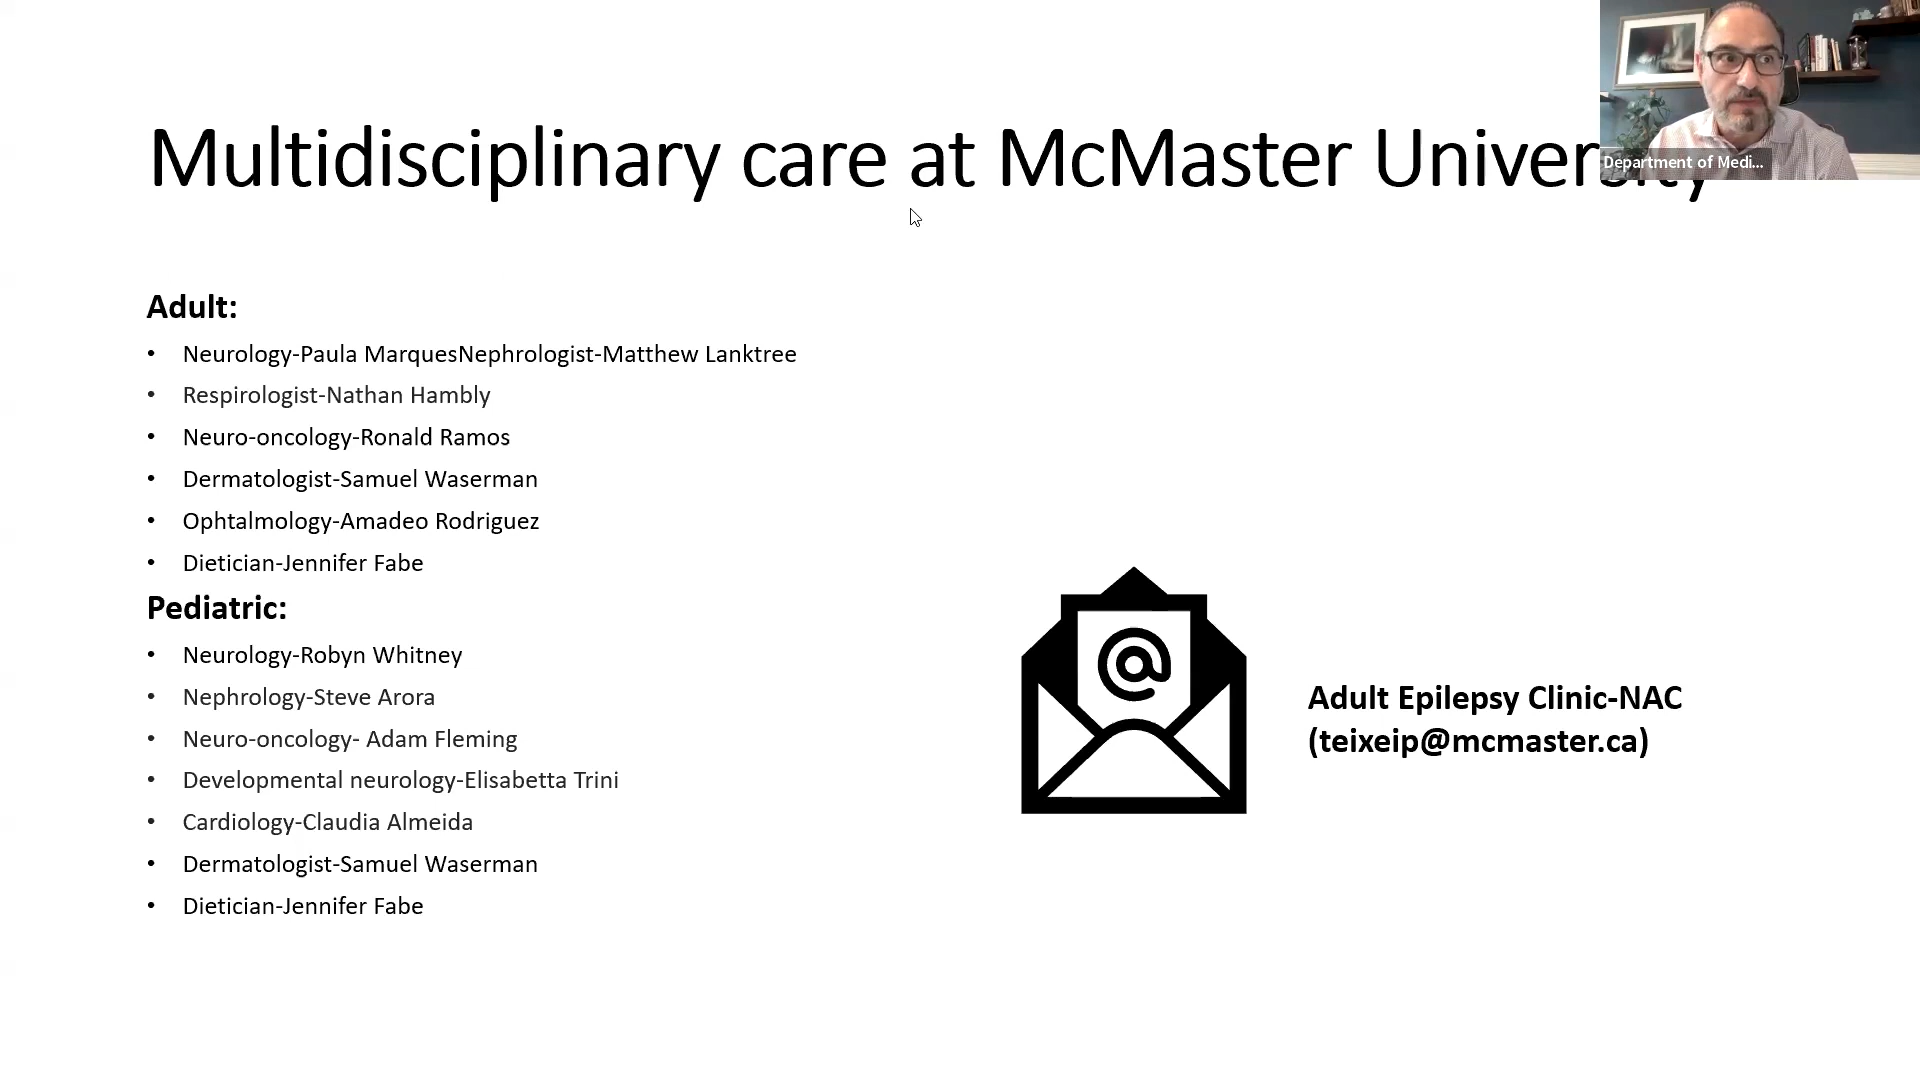 Multidisciplinary care at McMaster University
Department of Medi...
Adult:
• Neurology-Paula MarquesNephrologist-Matthew Lanktree
• Respirologist-Nathan Hambly
• Neuro-oncology-Ronald Ramos
• Dermatologist-Samuel Waserman
• Ophtalmology-Amadeo Rodriguez
• Dietician-Jennifer Fabe
Pediatric:
• Neurology-Robyn Whitney
• Nephrology-Steve Arora
• Neuro-oncology- Adam Fleming
• Developmental neurology-Elisabetta Trini
• Cardiology-Claudia Almeida
• Dermatologist-Samuel Waserman
• Dietician-Jennifer Fabe
@
Adult Epilepsy Clinic-NAC
(teixeip@mcmaster.ca)